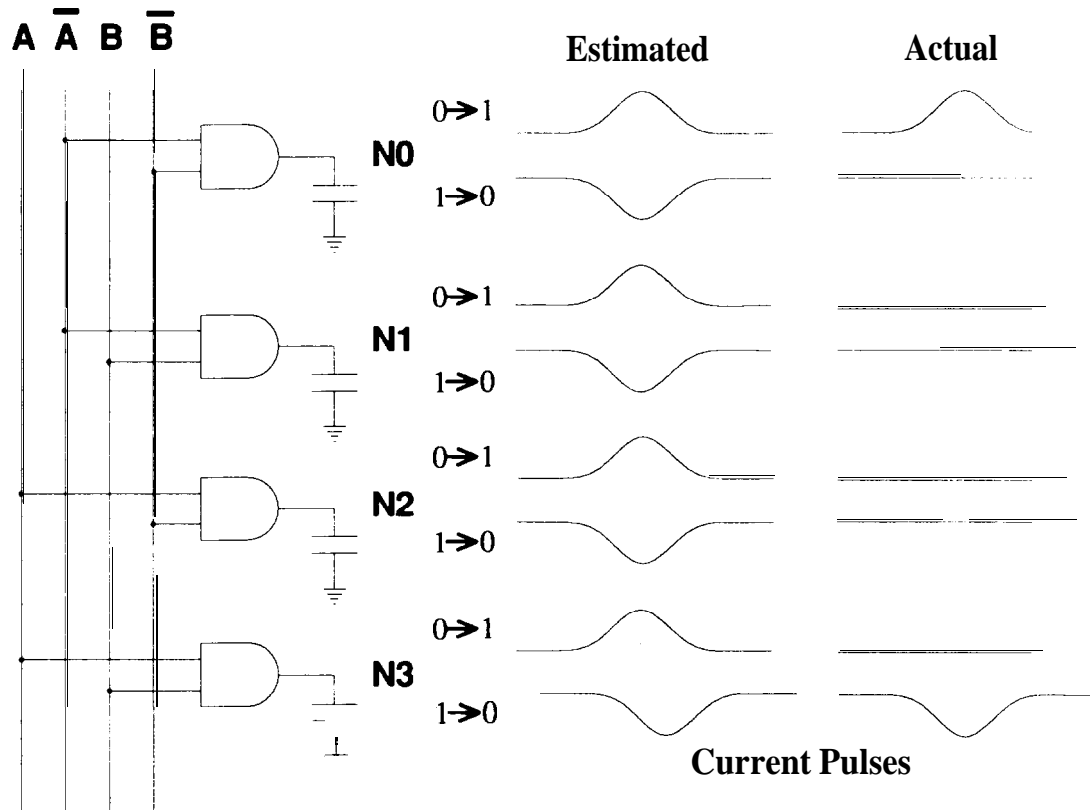 A A̅ B B̅
Estimated Actual
0→1
N0
1→0
0→1
N1
1→0
0→1
N2
1→0
0→1
N3
1→0
Current Pulses